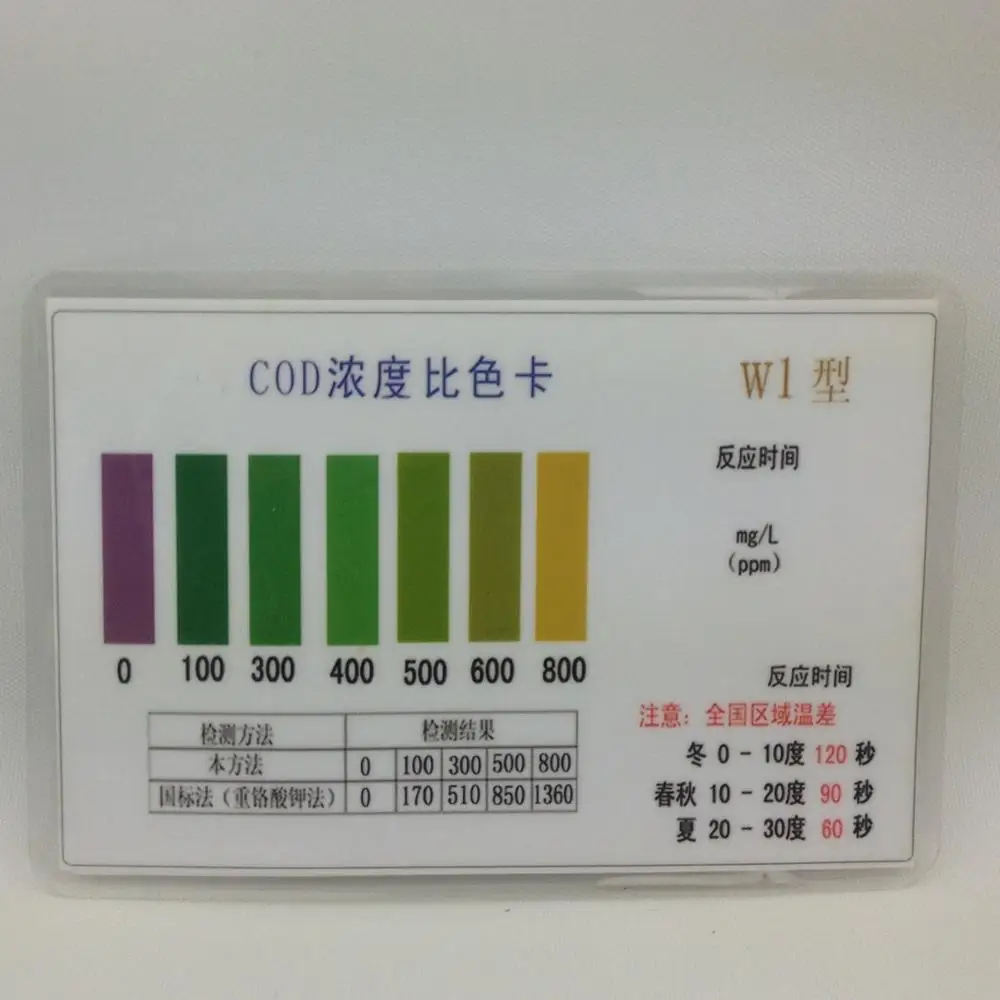 COD浓度比色卡
W1型
反应时间
mg/L
(ppm)
0 100 300 400 500 600 800
检测方法 检测结果
本方法 0 100 300 500 800
国标法（重铬酸钾法） 0 170 510 850 1360
反应时间
注意：全国区域温差
冬 0 - 10度 120 秒
春秋 10 - 20度 90 秒
夏 20 - 30度 60 秒